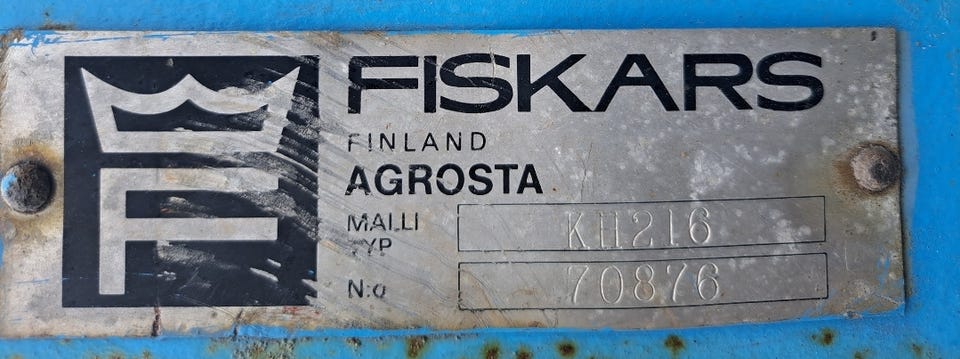 FISKARS
FINLAND
AGROSTA
MALLI
TYP
KH216
N:o
70876